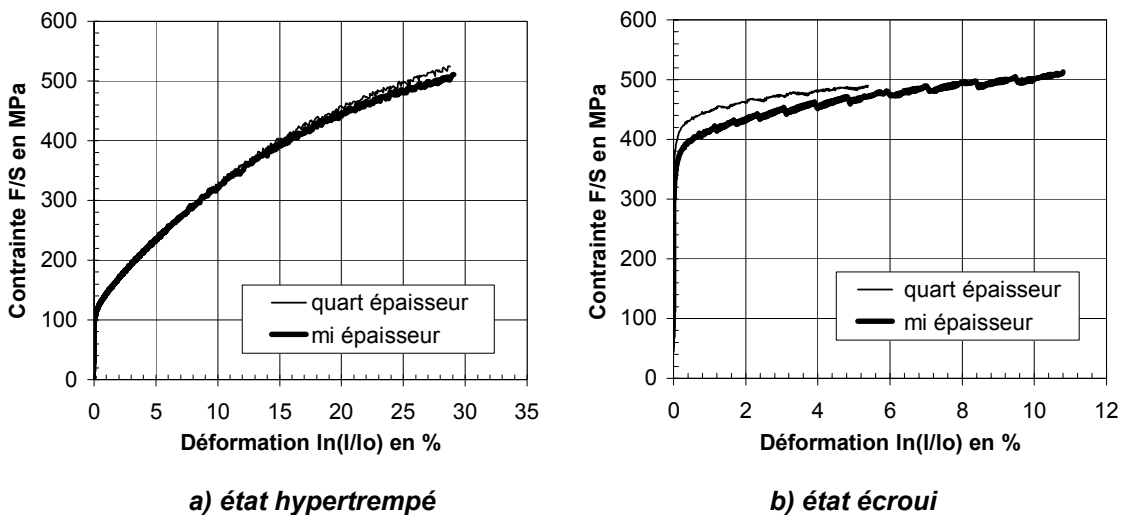 600
500
400
300
200
100
0
Contrainte F/S en MPa
quart épaisseur
mi épaisseur
0 5 10 15 20 25 30 35
Déformation ln(l/lo) en %
a) état hypertrempé
600
500
400
300
200
100
0
Contrainte F/S en MPa
quart épaisseur
mi épaisseur
0 2 4 6 8 10 12
Déformation ln(l/lo) en %
b) état écroui